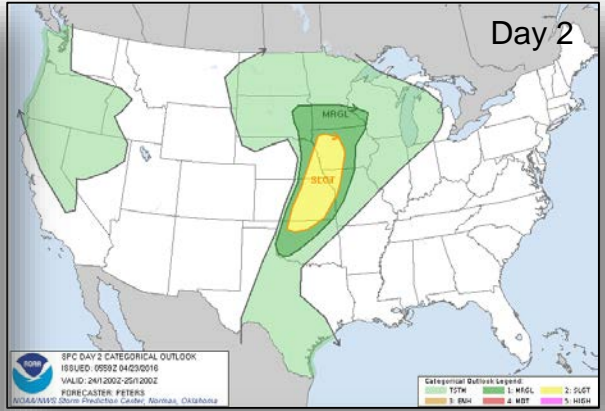 Day 2
MRGL
SLGT
NOAA
SPC DAY 2 CATEGORICAL OUTLOOK
ISSUED: 0559Z 04/23/2016
VALID: 24/1200Z-25/1200Z
FORECASTER: PETERS
NOAA/NWS Storm Prediction Center, Norman, Oklahoma
Categorical Outlook Legend:
TSTM 1: MRGL 2: SLGT
3: ENH 4: MDT 5: HIGH